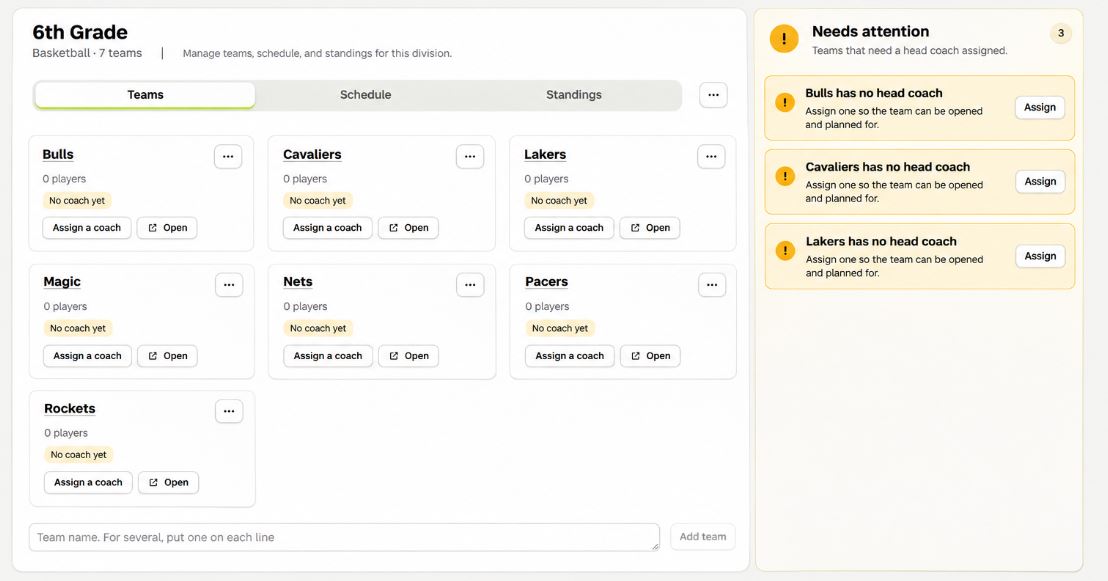 6th Grade
Basketball · 7 teams | Manage teams, schedule, and standings for this division.
Teams
Schedule
Standings
Bulls
0 players
No coach yet
Assign a coach
Open
Cavaliers
0 players
No coach yet
Assign a coach
Open
Lakers
0 players
No coach yet
Assign a coach
Open
Magic
0 players
No coach yet
Assign a coach
Open
Nets
0 players
No coach yet
Assign a coach
Open
Pacers
0 players
No coach yet
Assign a coach
Open
Rockets
0 players
No coach yet
Assign a coach
Open
Team name. For several, put one on each line
Add team
!
Needs attention
3
Teams that need a head coach assigned.
!
Bulls has no head coach
Assign one so the team can be opened
and planned for.
Assign
!
Cavaliers has no head coach
Assign one so the team can be opened
and planned for.
Assign
!
Lakers has no head coach
Assign one so the team can be opened
and planned for.
Assign